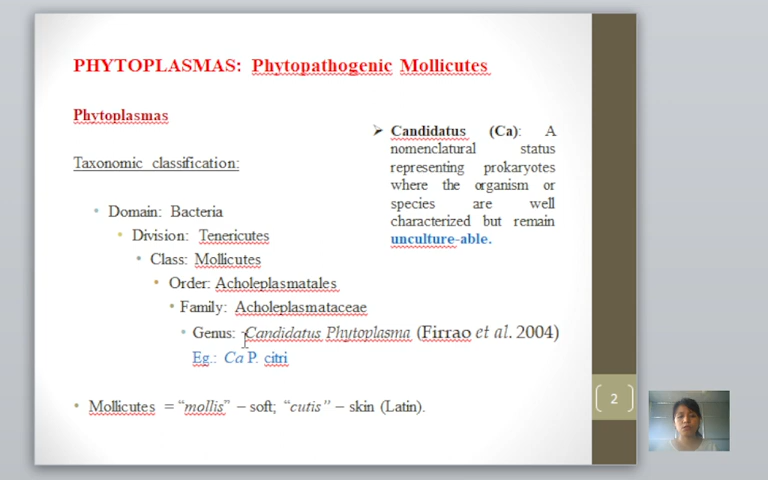 PHYTOPLASMAS: Phytopathogenic Mollicutes
Phytoplasmas
Taxonomic classification:
Domain: Bacteria
Division: Tenericutes
Class: Mollicutes
Order: Acholeplasmatales
Family: Acholeplasmataceae
Genus: Candidatus Phytoplasma (Firrao et al. 2004)
Eg.: Ca P. citri
Mollicutes = “mollis” – soft; “cutis” – skin (Latin).
Candidatus (Ca): A
nomenclatural status
representing prokaryotes
where the organism or
species are well
characterized but remain
unculture-able.
2